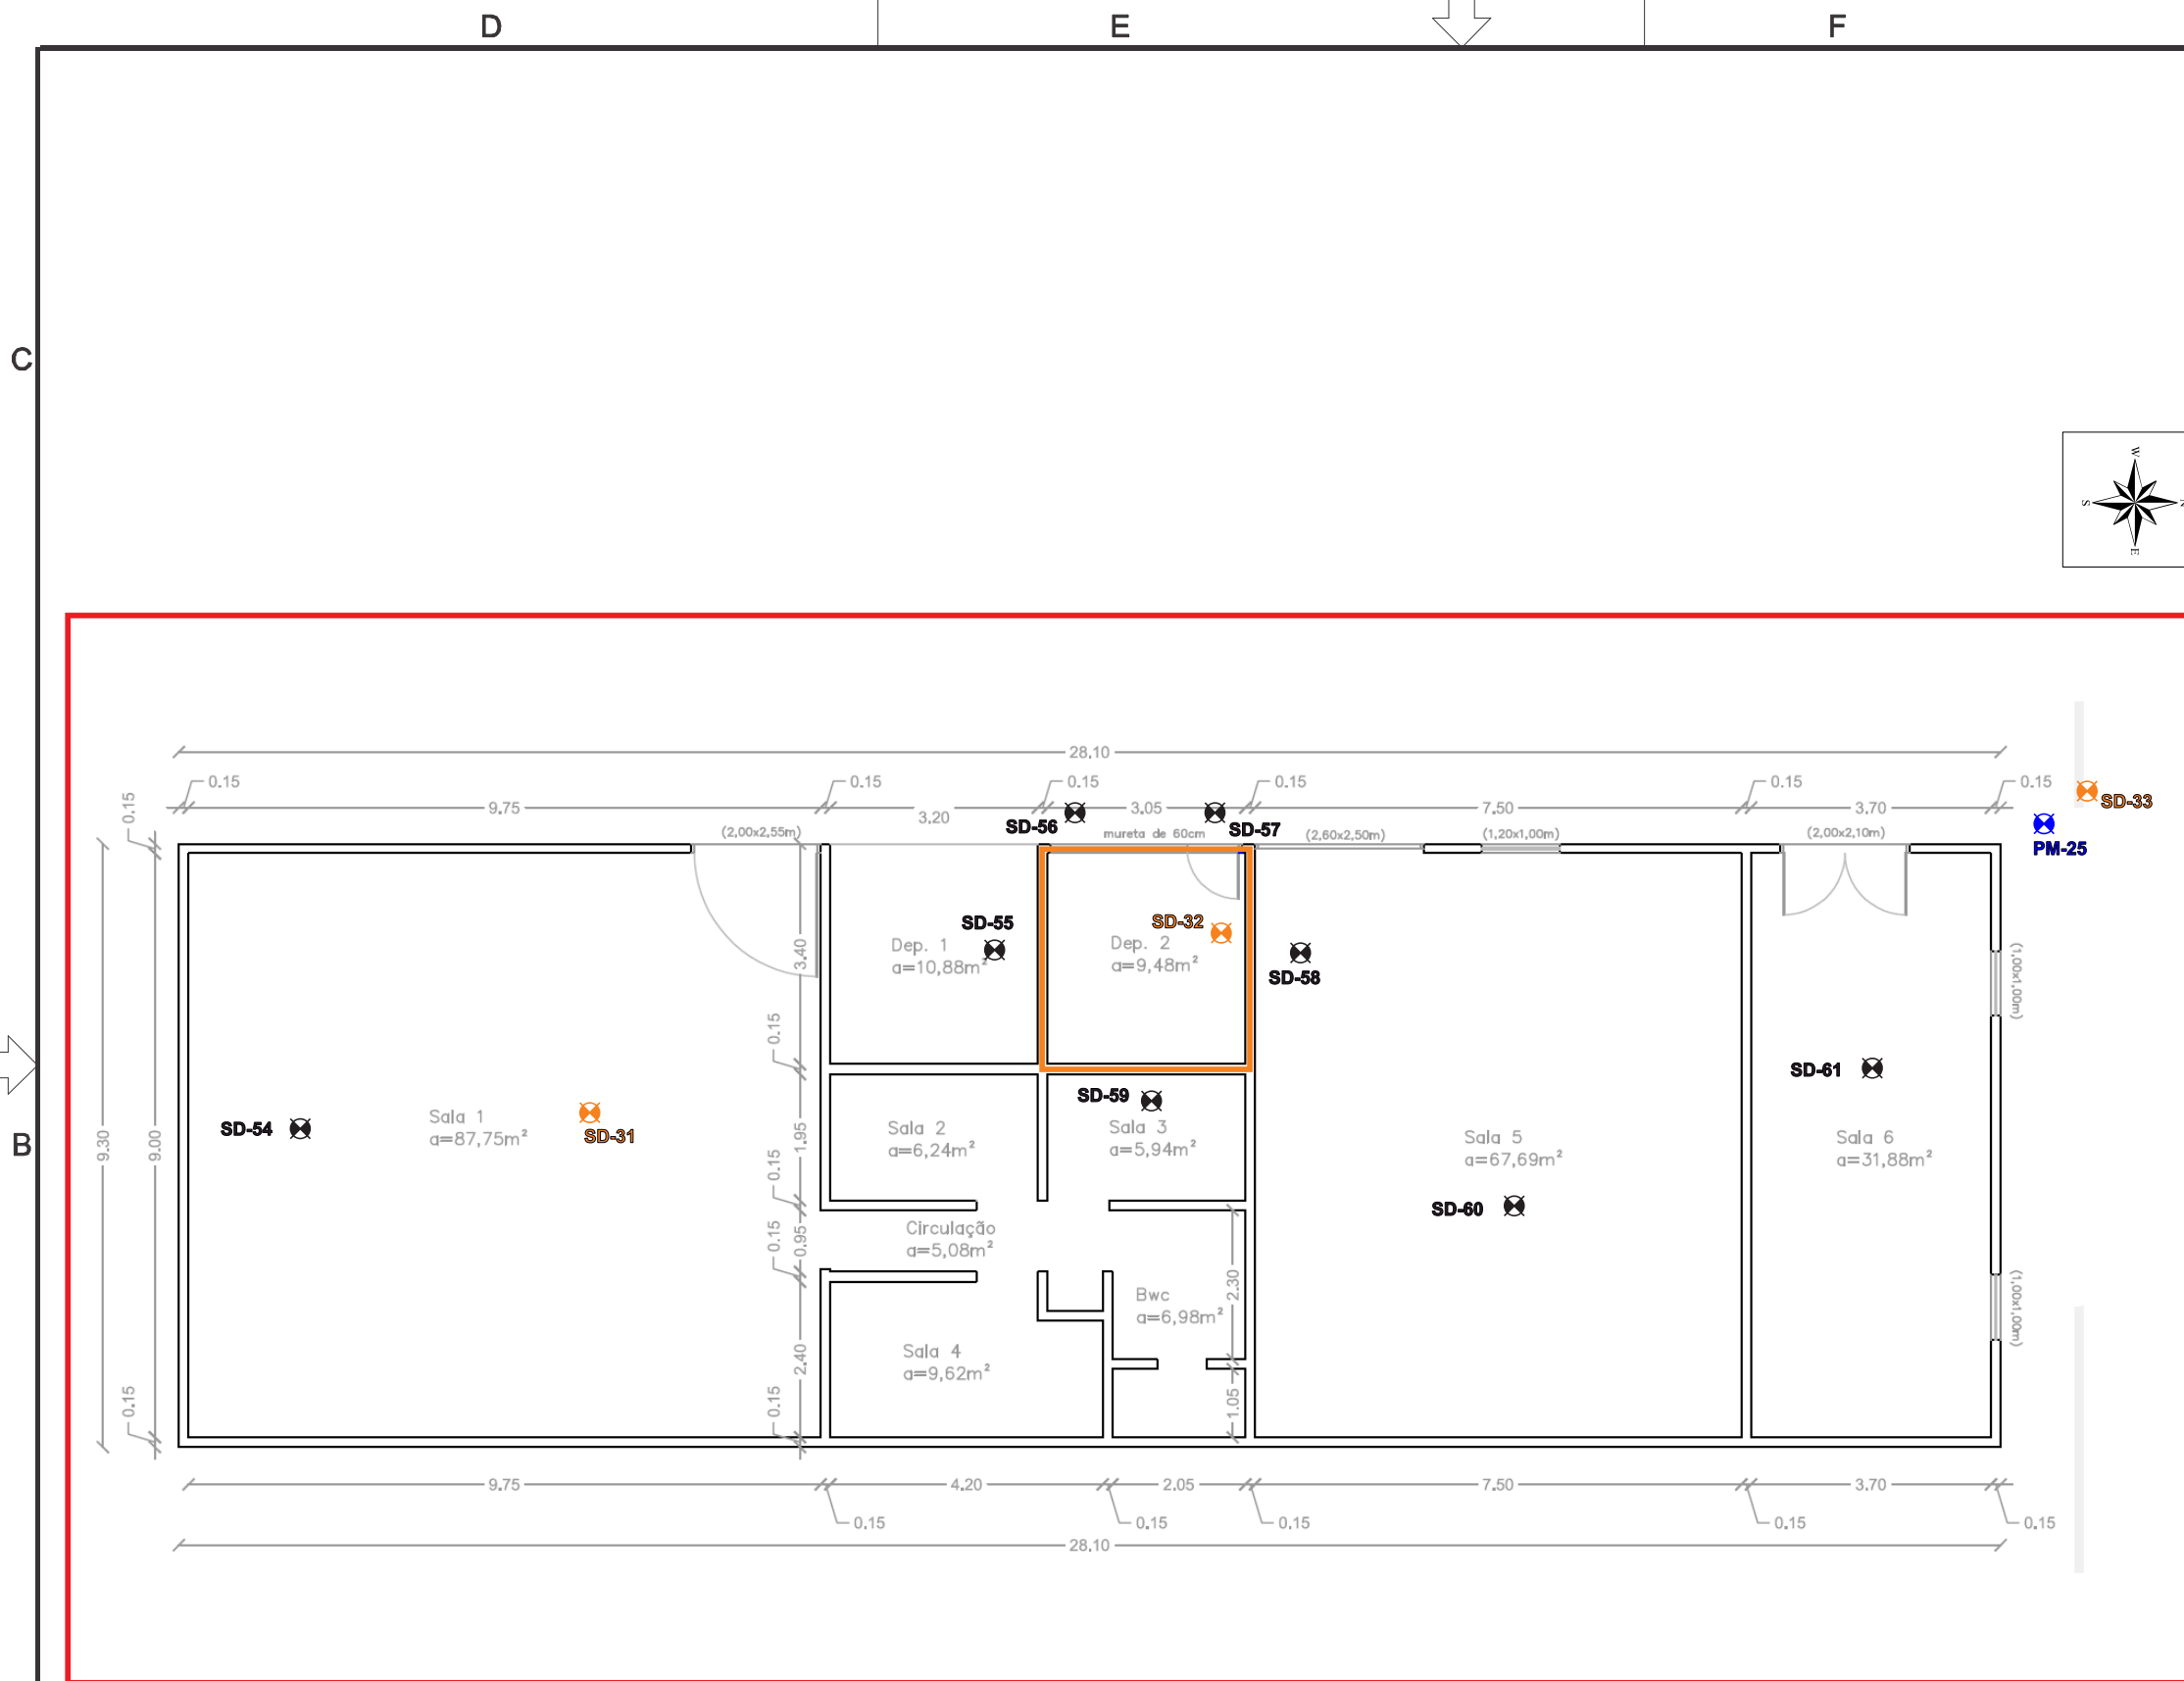 D
E
F
C
W
S
E
28.10
0.15
0.15
0.15
0.15
0.15
0.15
0.15
9.75
3.20
3.05
7.50
3.70
SD-33
SD-56
SD-57
PM-25
(2,00x2,55m)
mureta de 60cm
(2,60x2,50m)
(1,20x1,00m)
(2,00x2,10m)
SD-55
SD-32
Dep. 1
a=10,88m²
Dep. 2
a=9,48m²
SD-58
3.40
(1,00x1,00m)
0.15
SD-61
SD-54
Sala 1
a=87,75m²
SD-31
SD-59
Sala 2
a=6,24m²
Sala 3
a=5,94m²
Sala 5
a=67,69m²
Sala 6
a=31,88m²
B
9.30
9.00
1.95
0.15
SD-60
Circulação
a=5,08m²
0.15
0.95
2.30
Bwc
a=6,98m²
(1,00x1,00m)
Sala 4
a=9,62m²
2.40
0.15
0.15
1.05
9.75
4.20
2.05
7.50
3.70
0.15
0.15
0.15
0.15
0.15
28.10